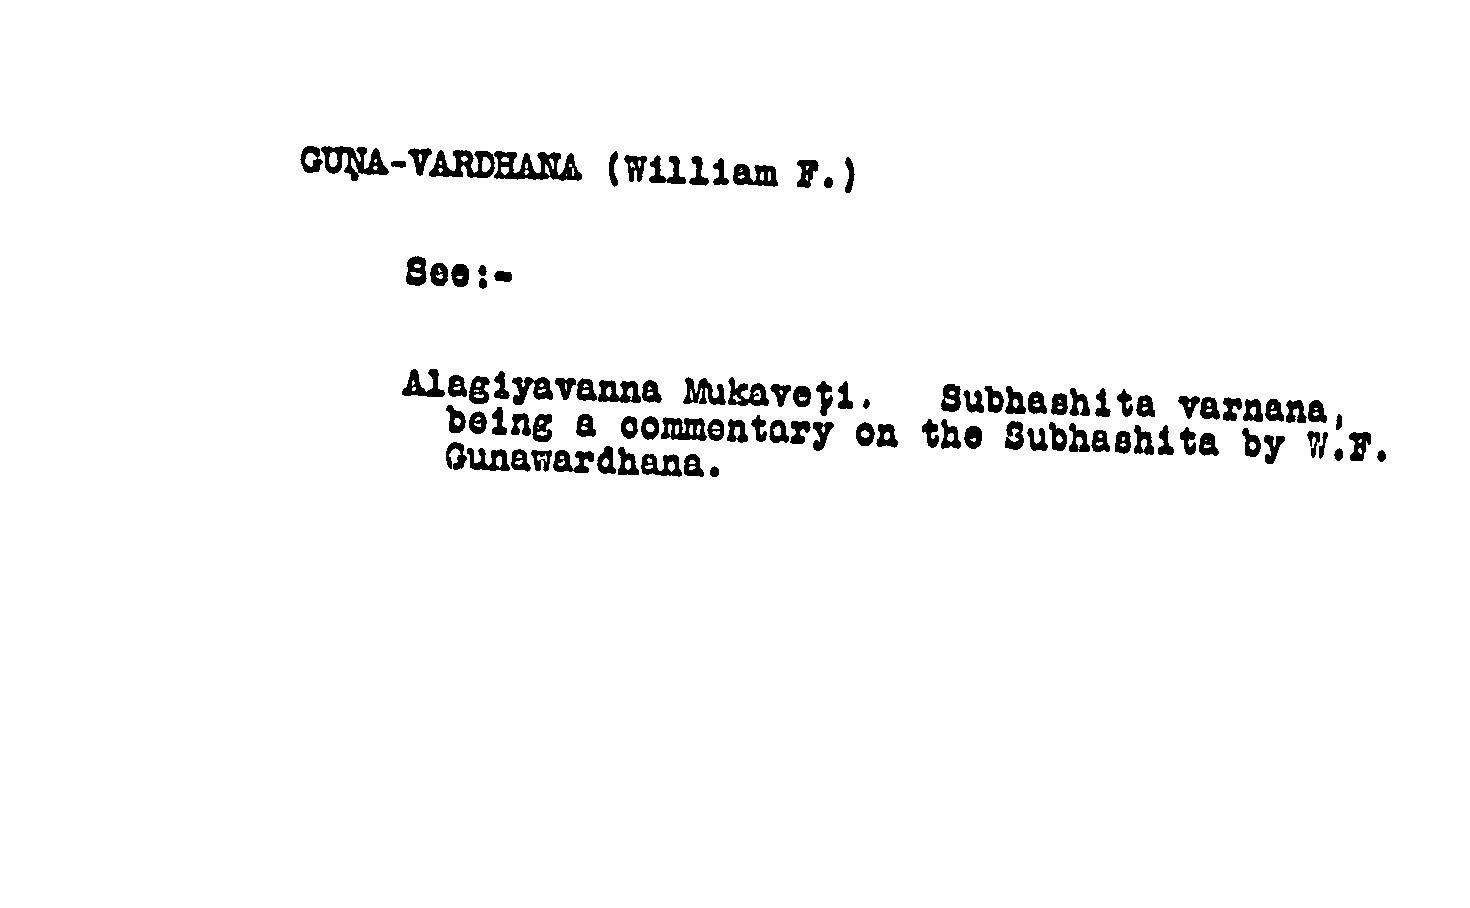 GUṆA-VARDHANA (William F.)
See:-
Alagiyavanna Mukaveṭi. Subhashita varnana,
being a commentary on the Subhashita by W.F.
Gunawardhana.